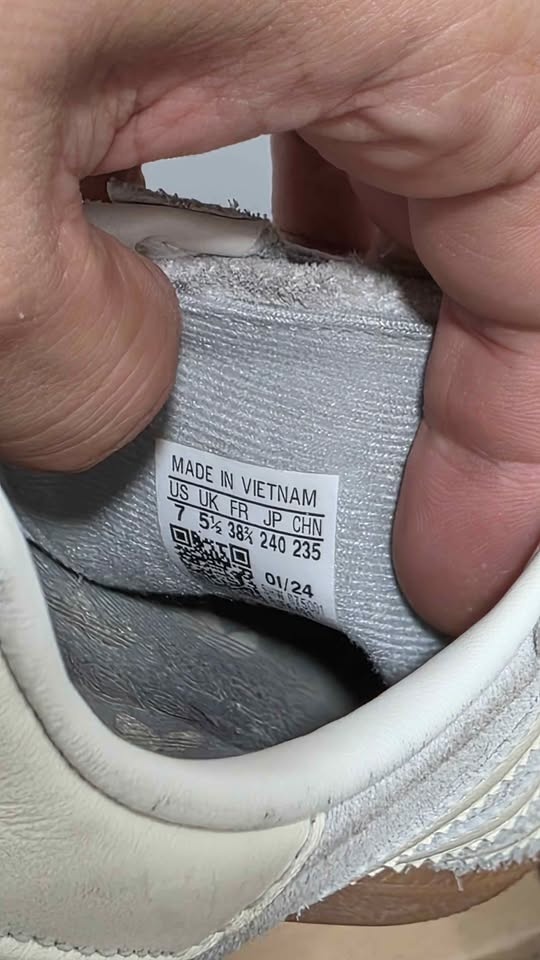 MADE IN VIETNAM
US UK FR JP CHN
7 5½ 38⅔ 240 235
01/24